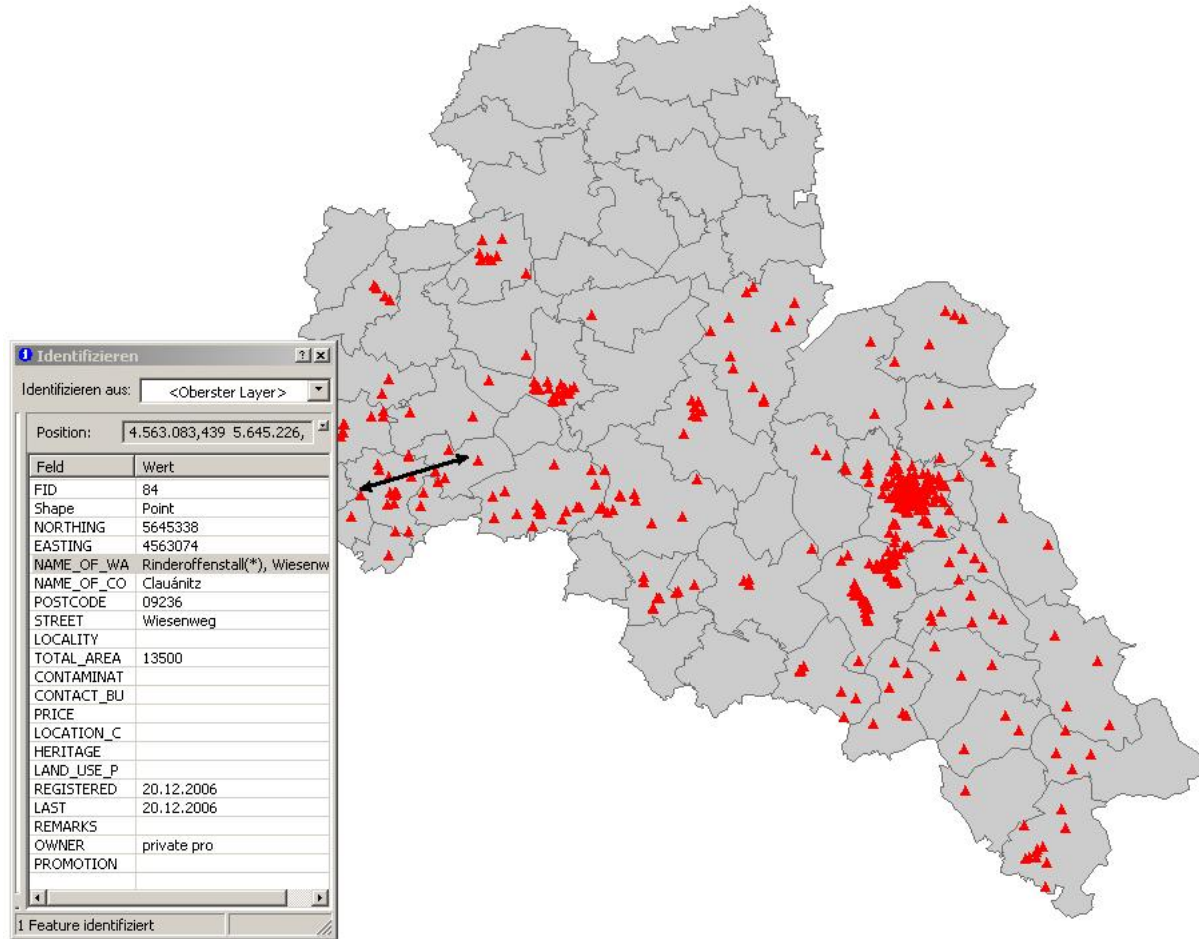 Identifizieren
Identifizieren aus: <Oberster Layer>
Position: 4.563.083,439 5.645.226,
Feld Wert
FID 84
Shape Point
NORTHING 5645338
EASTING 4563074
NAME_OF_WA Rinderoffenstall(*), Wiesenw
NAME_OF_CO Clauánitz
POSTCODE 09236
STREET Wiesenweg
LOCALITY
TOTAL_AREA 13500
CONTAMINAT
CONTACT_BU
PRICE
LOCATION_C
HERITAGE
LAND_USE_P
REGISTERED 20.12.2006
LAST 20.12.2006
REMARKS
OWNER private pro
PROMOTION
1 Feature identifiziert